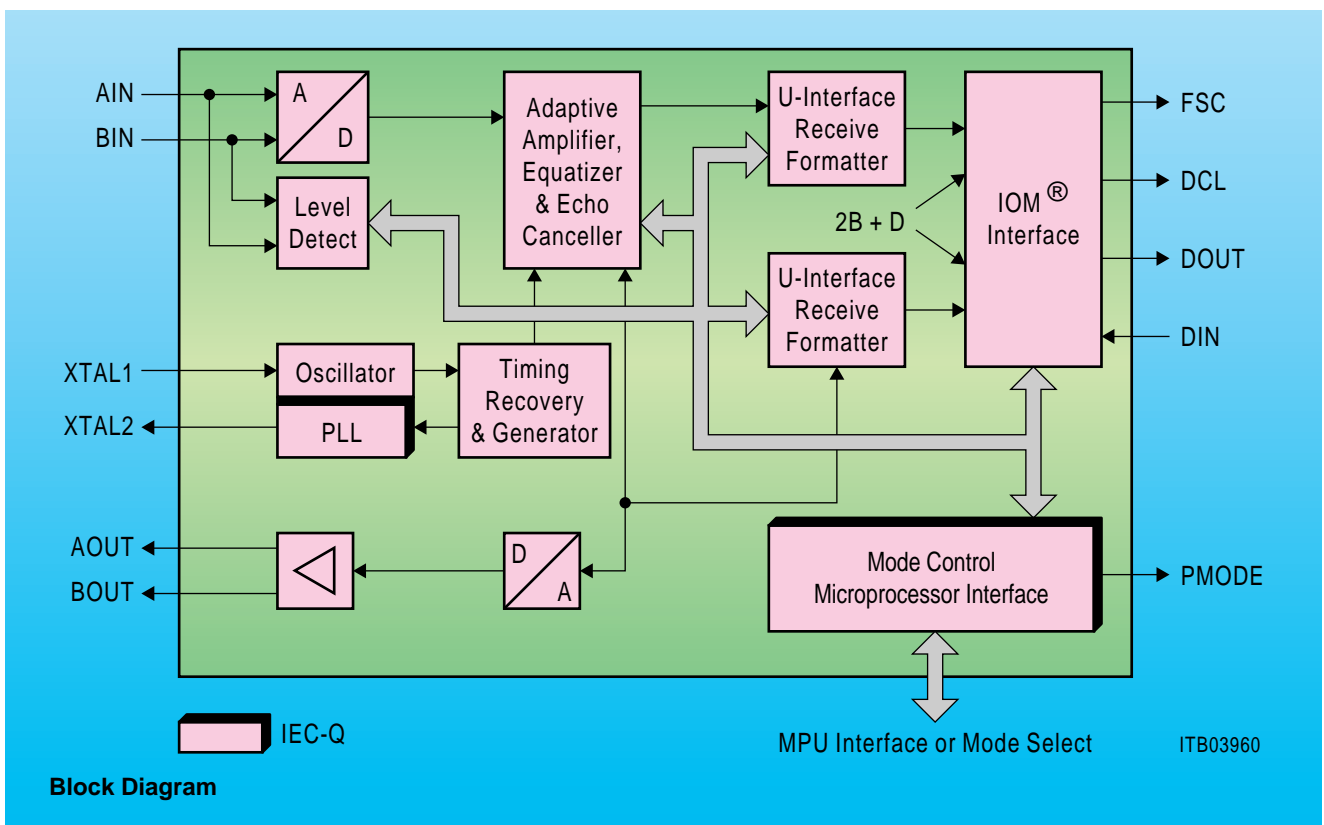 AIN
BIN
A
D
Adaptive
Amplifier,
Equatizer
& Echo
Canceller
U-Interface
Receive
Formatter
IOM ®
Interface
FSC
DCL
DOUT
DIN
Level
Detect
2B + D
U-Interface
Receive
Formatter
XTAL1
XTAL2
Oscillator
PLL
Timing
Recovery
& Generator
AOUT
BOUT
D
A
Mode Control
Microprocessor Interface
PMODE
IEC-Q
MPU Interface or Mode Select
ITB03960
Block Diagram